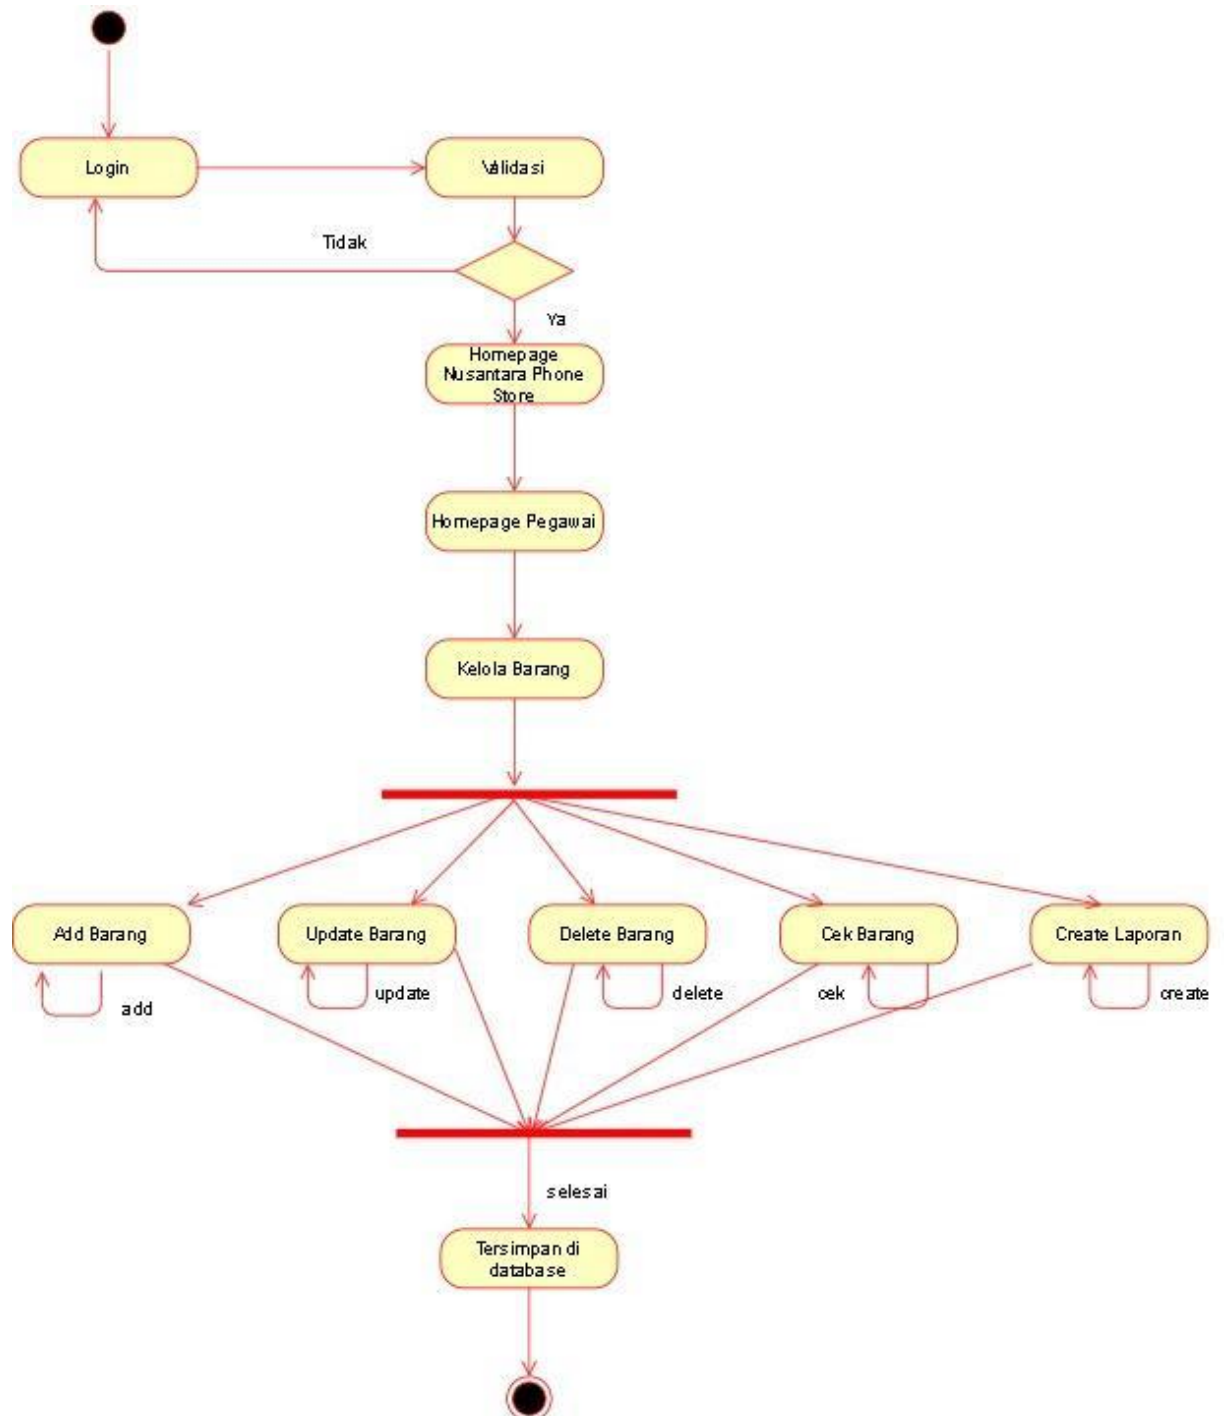 Login
Validasi
Tidak
Ya
Homepage
Nusantara Phone
Store
Homepage Pegawai
Kelola Barang
Add Barang
Update Barang
Delete Barang
Cek Barang
Create Laporan
add
update
delete
cek
create
selesai
Tersimpan di
database